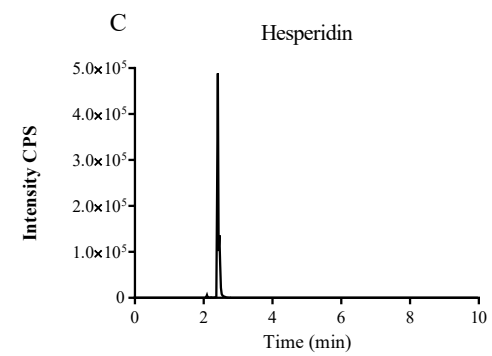 C
Hesperidin
Intensity CPS
5.0×10⁵
4.0×10⁵
3.0×10⁵
2.0×10⁵
1.0×10⁵
0
0 2 4 6 8 10
Time (min)